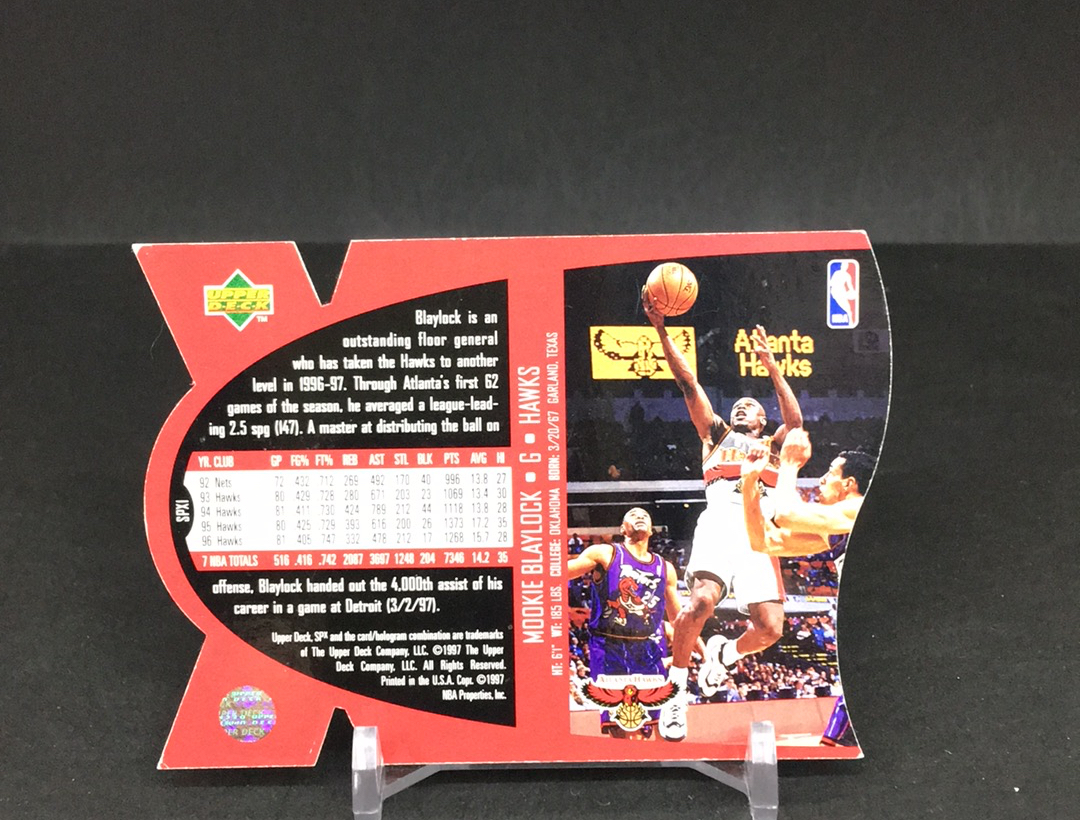 UPPER
DECK
TM
Blaylock is an
outstanding floor general
who has taken the Hawks to another
level in 1996-97. Through Atlanta's first 62
games of the season, he averaged a league-lead-
ing 2.5 spg (147). A master at distributing the ball on
YR. CLUB GP FG% FT% REB AST STL BLK PTS AVG HI
92 Nets 72 .432 .712 269 492 170 40 996 13.8 27
93 Hawks 80 .429 .728 280 671 203 23 1069 13.4 30
94 Hawks 81 .411 .730 424 789 212 44 1118 13.8 28
95 Hawks 80 .425 .729 393 616 200 26 1373 17.2 35
96 Hawks 81 .405 .747 332 478 212 17 1268 15.7 28
7 NBA TOTALS 516 .416 .742 2087 3687 1248 204 7346 14.2 35
offense, Blaylock handed out the 4,000th assist of his
career in a game at Detroit (3/2/97).
Upper Deck, SPX and the card/hologram combination are trademarks
of The Upper Deck Company, LLC. ©1997 The Upper
Deck Company, LLC. All Rights Reserved.
Printed in the U.S.A. Copr. ©1997
NBA Properties, Inc.
SPX1
MOOKIE BLAYLOCK • G • HAWKS
HT: 6'1" WT: 185 LBS. COLLEGE: OKLAHOMA BORN: 3/20/67 GARLAND, TEXAS
NBA
Atlanta
Hawks
ATLANTA HAWKS